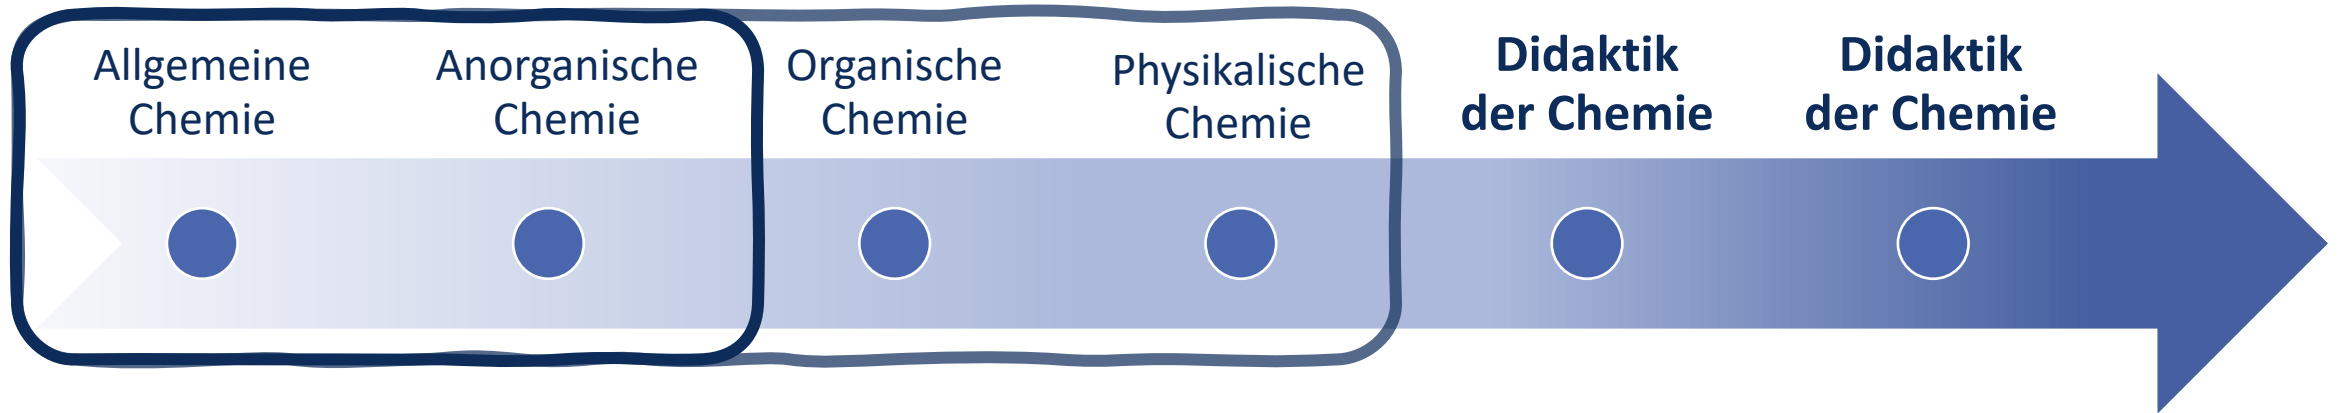 Allgemeine
Chemie
Anorganische
Chemie
Organische
Chemie
Physikalische
Chemie
Didaktik
der Chemie
Didaktik
der Chemie